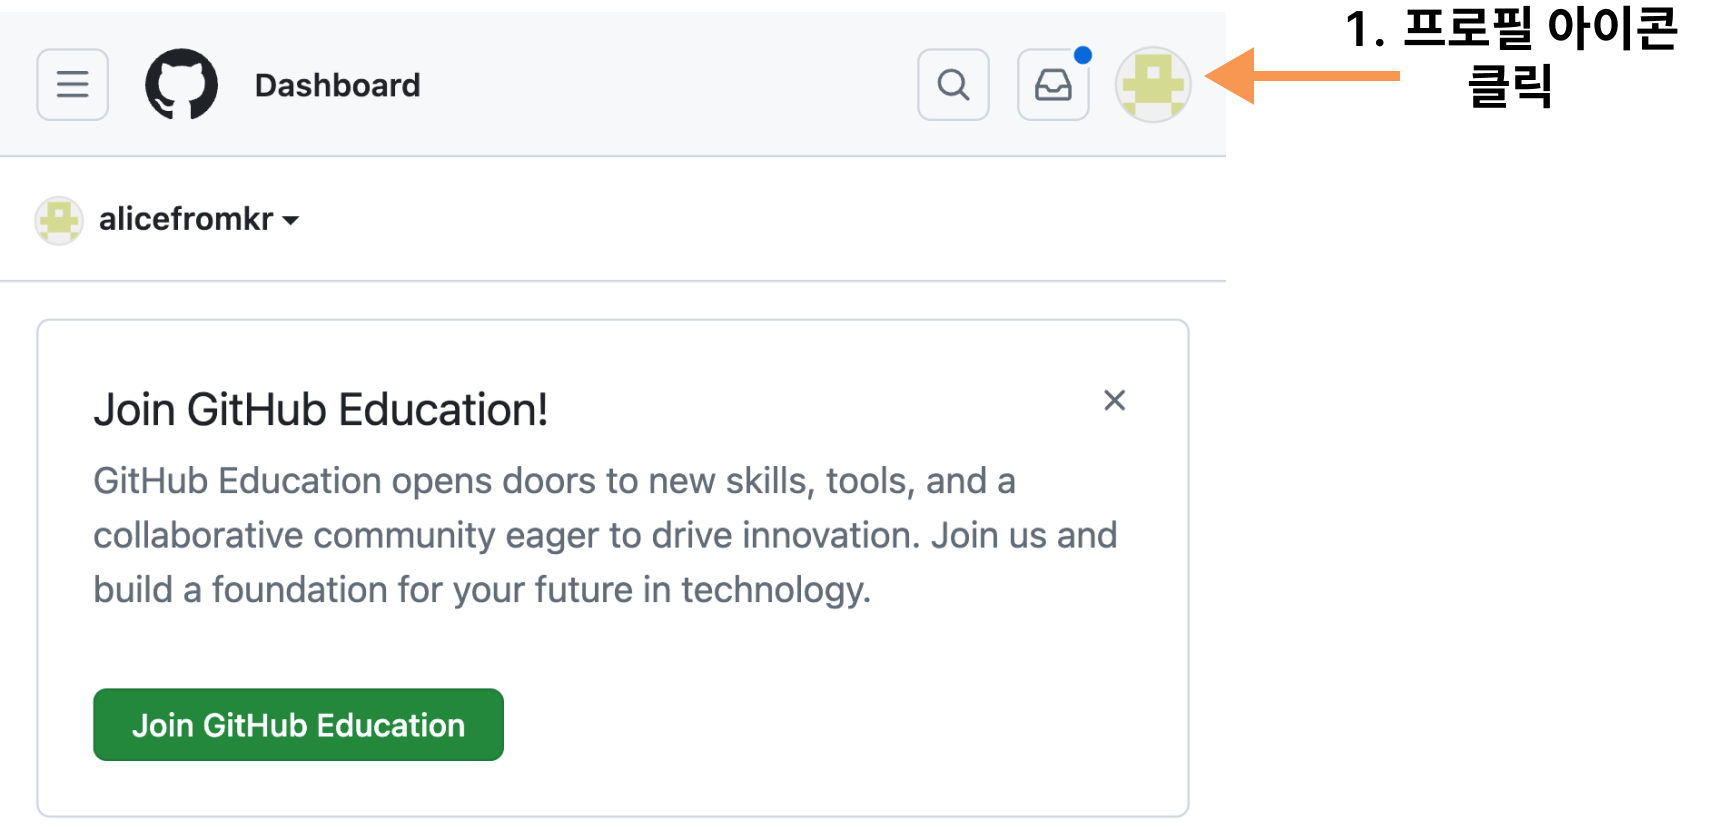 1. 프로필 아이콘
클릭
Dashboard
alicefromkr
Join GitHub Education!
GitHub Education opens doors to new skills, tools, and a
collaborative community eager to drive innovation. Join us and
build a foundation for your future in technology.
Join GitHub Education